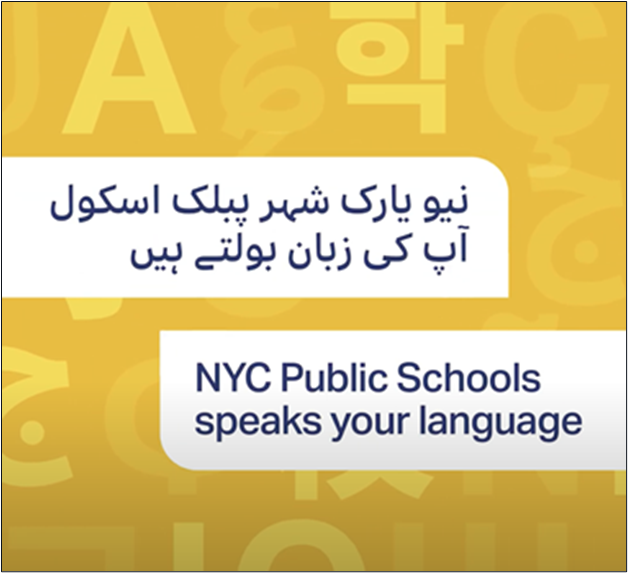 نیو یارک شہر پبلک اسکول
آپ کی زبان بولتے ہیں
NYC Public Schools
speaks your language